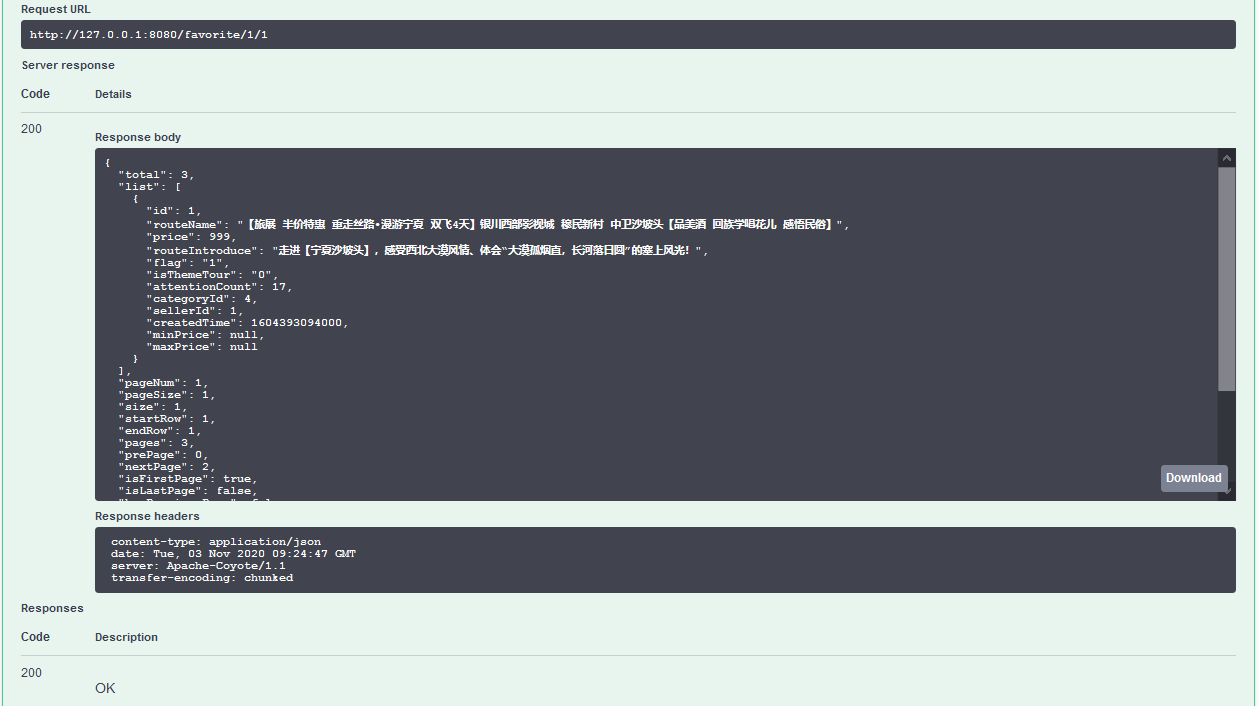 Request URL
http://127.0.0.1:8080/favorite/1/1
Server response
Code Details
200
Response body
{
"total": 3,
"list": [
{
"id": 1,
"routeName": "【旅展 半价特惠 重走丝路•漫游宁夏 双飞4天】银川西部影视城 穆民新村 中卫沙坡头【品美酒 回族学唱花儿 感悟民俗】",
"price": 999,
"routeIntroduce": "走进【宁夏沙坡头】，感受西北大漠风情、体会“大漠孤烟直，长河落日圆”的塞上风光！",
"flag": "1",
"isThemeTour": "0",
"attentionCount": 17,
"categoryId": 4,
"sellerId": 1,
"createdTime": 1604393094000,
"minPrice": null,
"maxPrice": null
}
],
"pageNum": 1,
"pageSize": 1,
"size": 1,
"startRow": 1,
"endRow": 1,
"pages": 3,
"prePage": 0,
"nextPage": 2,
"isFirstPage": true,
"isLastPage": false,
Download
Response headers
content-type: application/json
date: Tue, 03 Nov 2020 09:24:47 GMT
server: Apache-Coyote/1.1
transfer-encoding: chunked
Responses
Code Description
200
OK